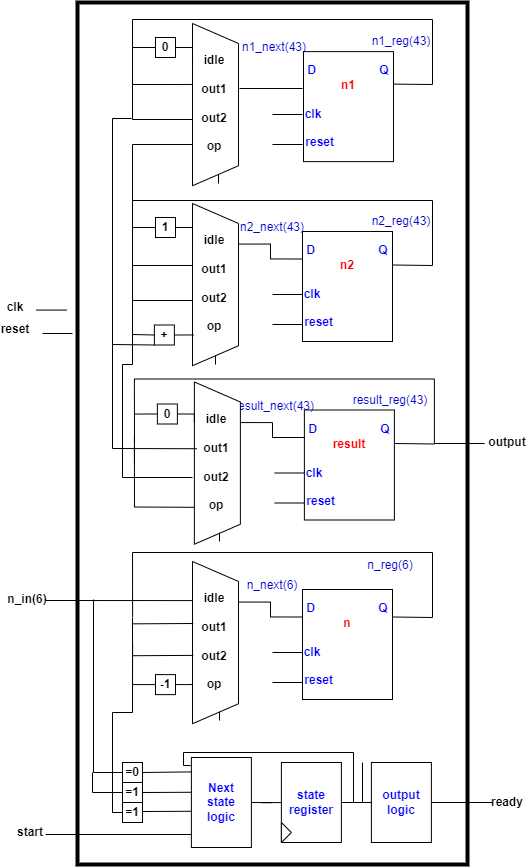 n1_next(43)
n1_reg(43)
0
idle
out1
out2
op
D
Q
n1
clk
reset
n2_next(43)
n2_reg(43)
1
idle
out1
out2
op
+
D
Q
n2
clk
reset
clk
reset
esult_next(43)
result_reg(43)
0
idle
out1
out2
op
D
Q
result
clk
reset
output
n_next(6)
n_reg(6)
n_in(6)
idle
out1
out2
op
-1
D
Q
n
clk
reset
=0
=1
=1
Next
state
logic
state
register
output
logic
ready
start